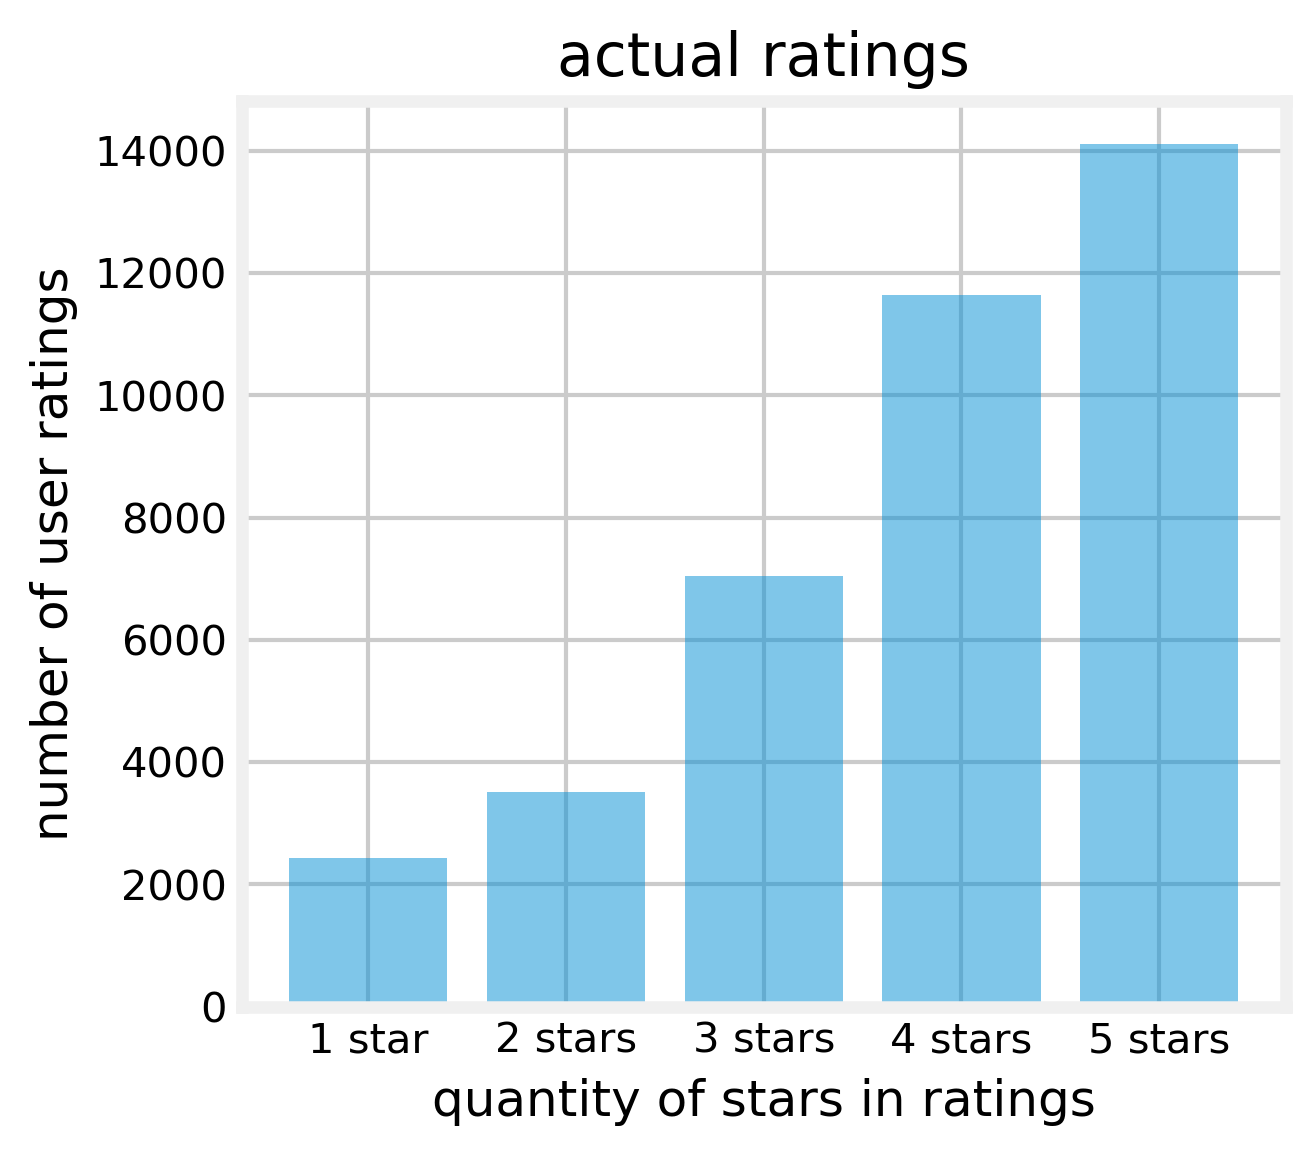 actual ratings
number of user ratings
14000
12000
10000
8000
6000
4000
2000
0
1 star 2 stars 3 stars 4 stars 5 stars
quantity of stars in ratings